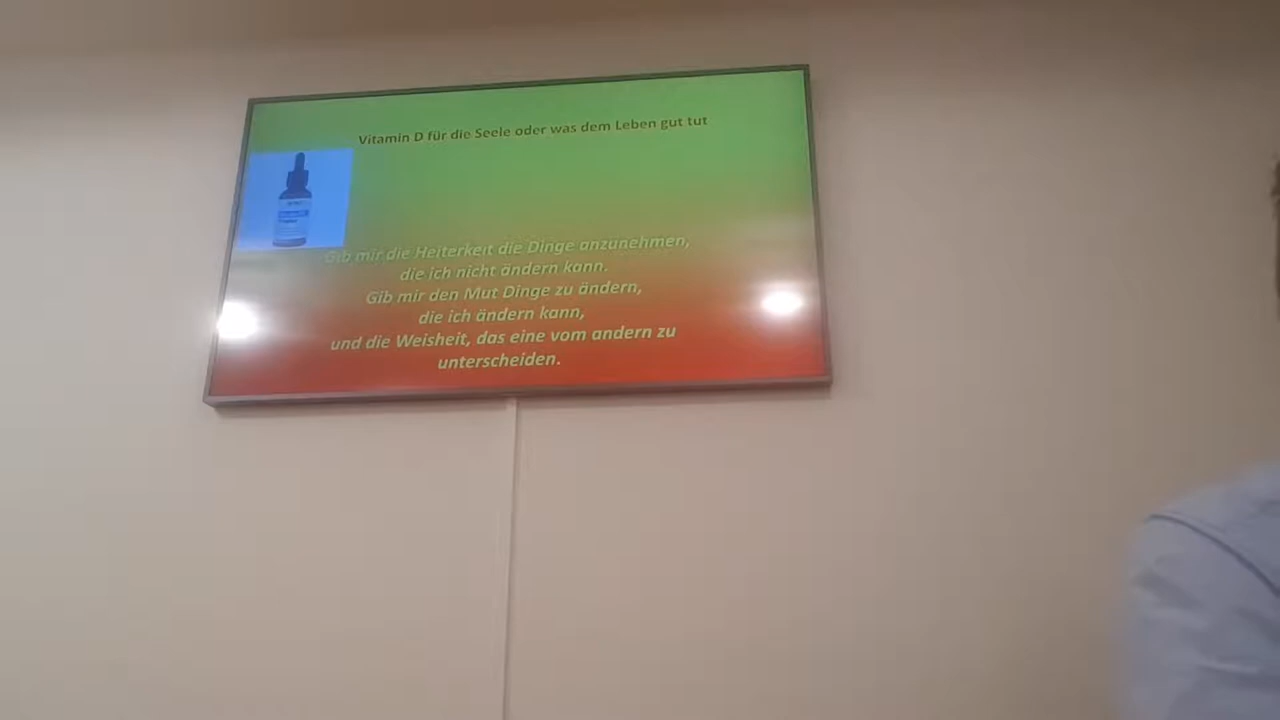 Vitamin D für die Seele oder was dem Leben gut tut
Gib mir die Heiterkeit die Dinge anzunehmen,
die ich nicht ändern kann.
Gib mir den Mut Dinge zu ändern,
die ich ändern kann,
und die Weisheit, das eine vom andern zu
unterscheiden.